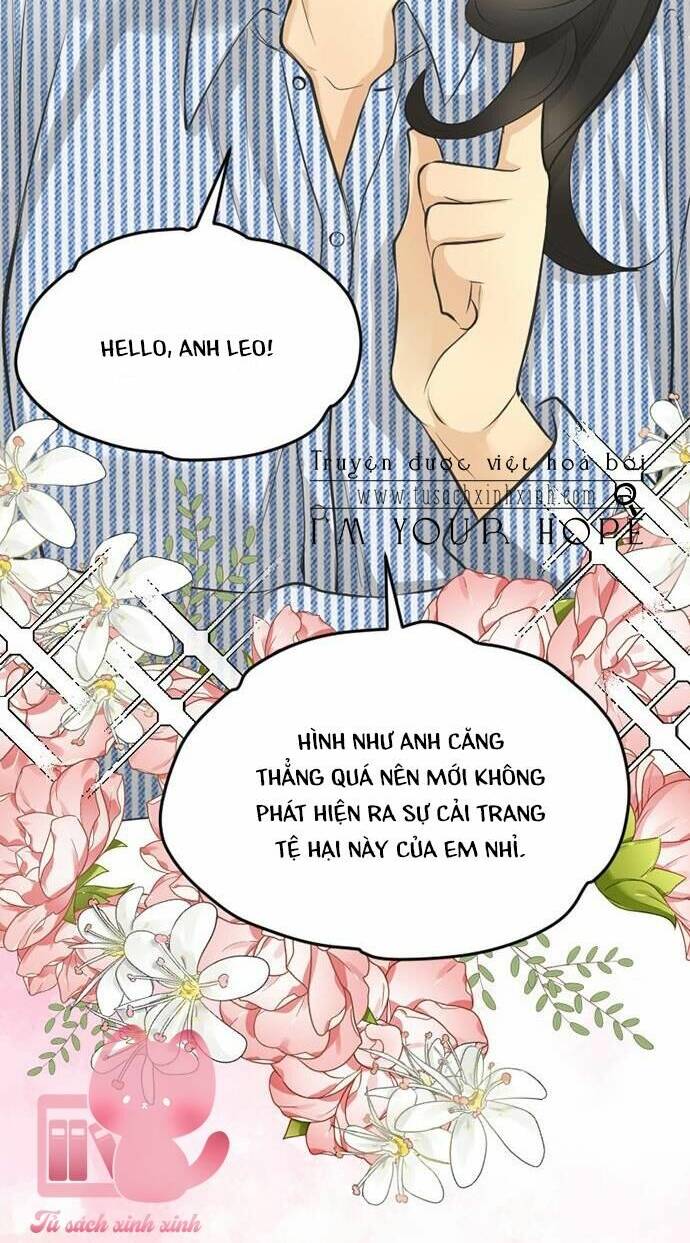 HELLO, ANH LEO!
Truyện được việt hoá bởi
www.tusachxinhxinh.com
I'M YOUR HOPE
HÌNH NHƯ ANH CĂNG
THẲNG QUÁ NÊN MỚI KHÔNG
PHÁT HIỆN RA SỰ CẢI TRANG
TỆ HẠI NÀY CỦA EM NHỈ.
Tủ sách xinh xinh